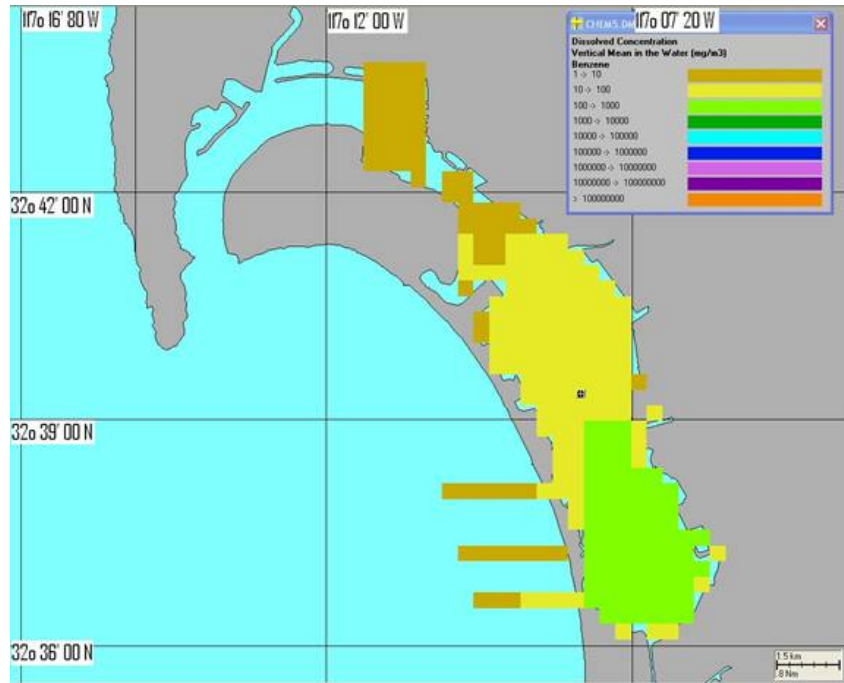 117o 16' 80 W
117o 12' 00 W
117o 07' 20 W
CHEM5.DM
Dissolved Concentration
Vertical Mean in the Water (mg/m3)
Benzene
1 -> 10
10 -> 100
100 -> 1000
1000 -> 10000
10000 -> 100000
100000 -> 1000000
1000000 -> 10000000
10000000 -> 100000000
> 100000000
32o 42' 00 N
32o 39' 00 N
32o 36' 00 N
1.5 km
.8 Nm